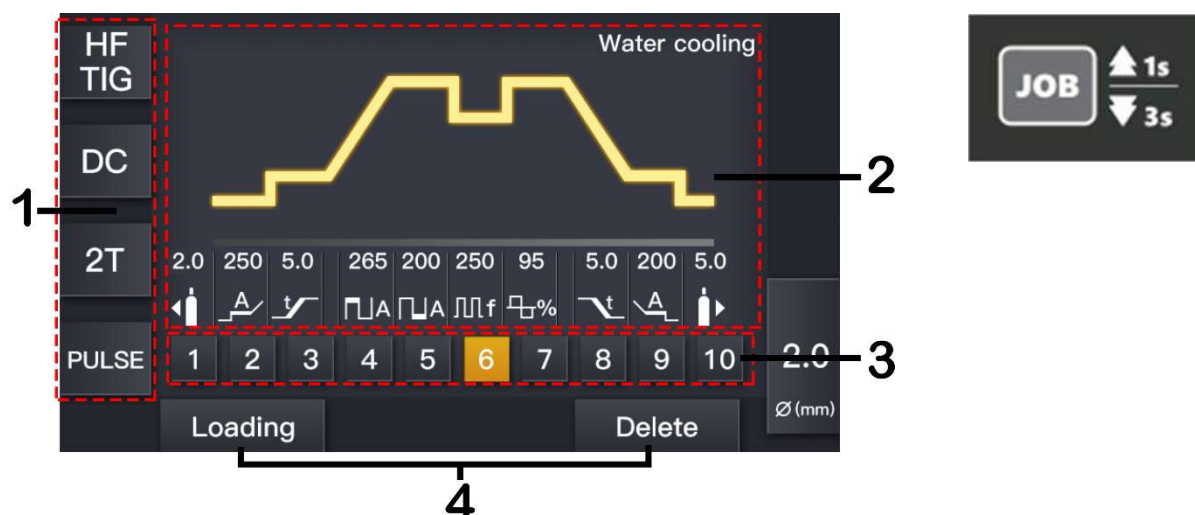 HF
TIG
DC
2T
PULSE
Water cooling
2.0 250 5.0 265 200 250 95 5.0 200 5.0
A t A A f % t A
1 2 3 4 5 6 7 8 9 10
2.0
Ø (mm)
Loading Delete
1
2
3
4
JOB
1s
3s